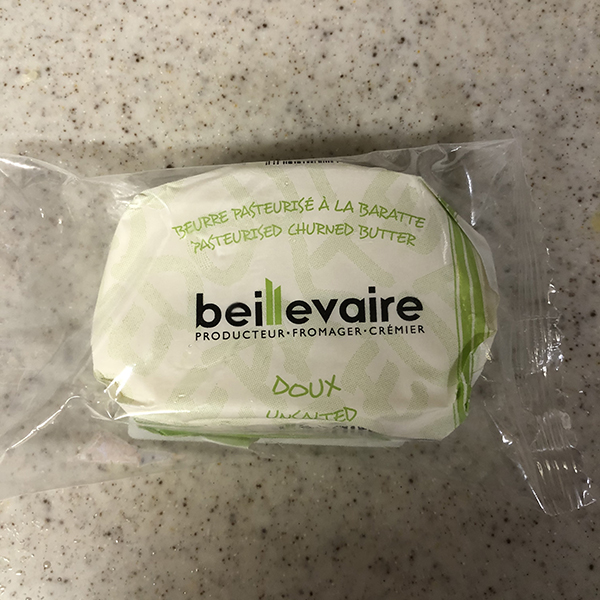 BEURRE PASTEURISÉ À LA BARATTE
PASTEURISED CHURNED BUTTER
beillevaire
PRODUCTEUR·FROMAGER·CRÉMIER
DOUX
UNSALTED